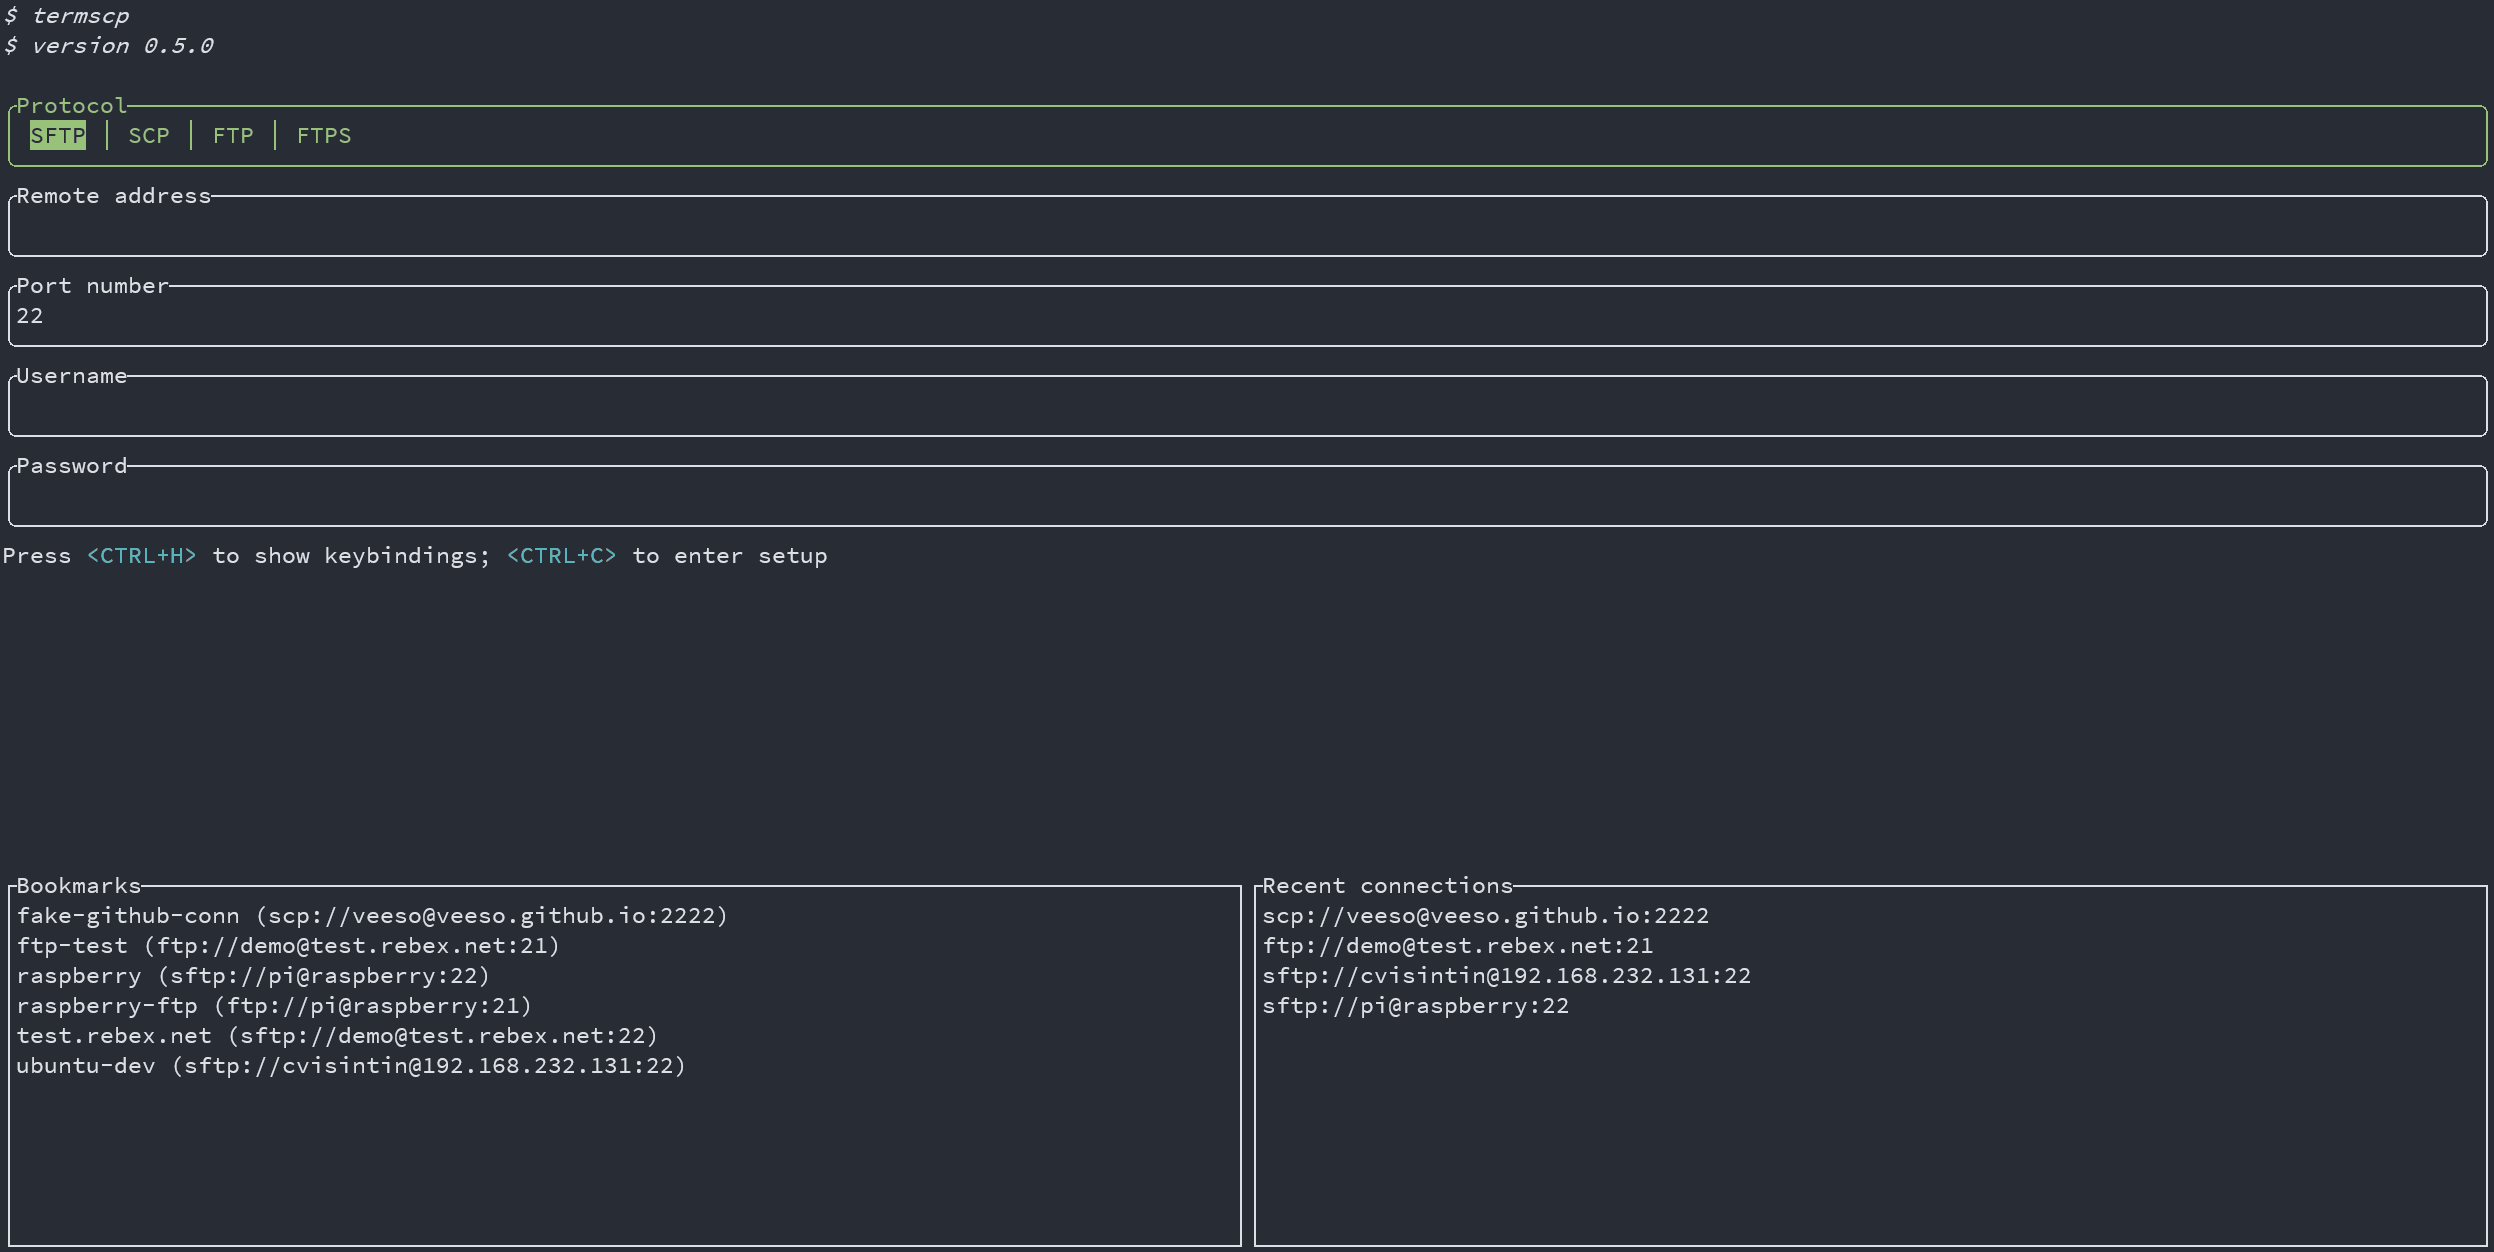 $ termscp
$ version 0.5.0
Protocol
SFTP │ SCP │ FTP │ FTPS
Remote address
Port number
22
Username
Password
Press <CTRL+H> to show keybindings; <CTRL+C> to enter setup
Bookmarks
fake-github-conn (scp://veeso@veeso.github.io:2222)
ftp-test (ftp://demo@test.rebex.net:21)
raspberry (sftp://pi@raspberry:22)
raspberry-ftp (ftp://pi@raspberry:21)
test.rebex.net (sftp://demo@test.rebex.net:22)
ubuntu-dev (sftp://cvisintin@192.168.232.131:22)
Recent connections
scp://veeso@veeso.github.io:2222
ftp://demo@test.rebex.net:21
sftp://cvisintin@192.168.232.131:22
sftp://pi@raspberry:22